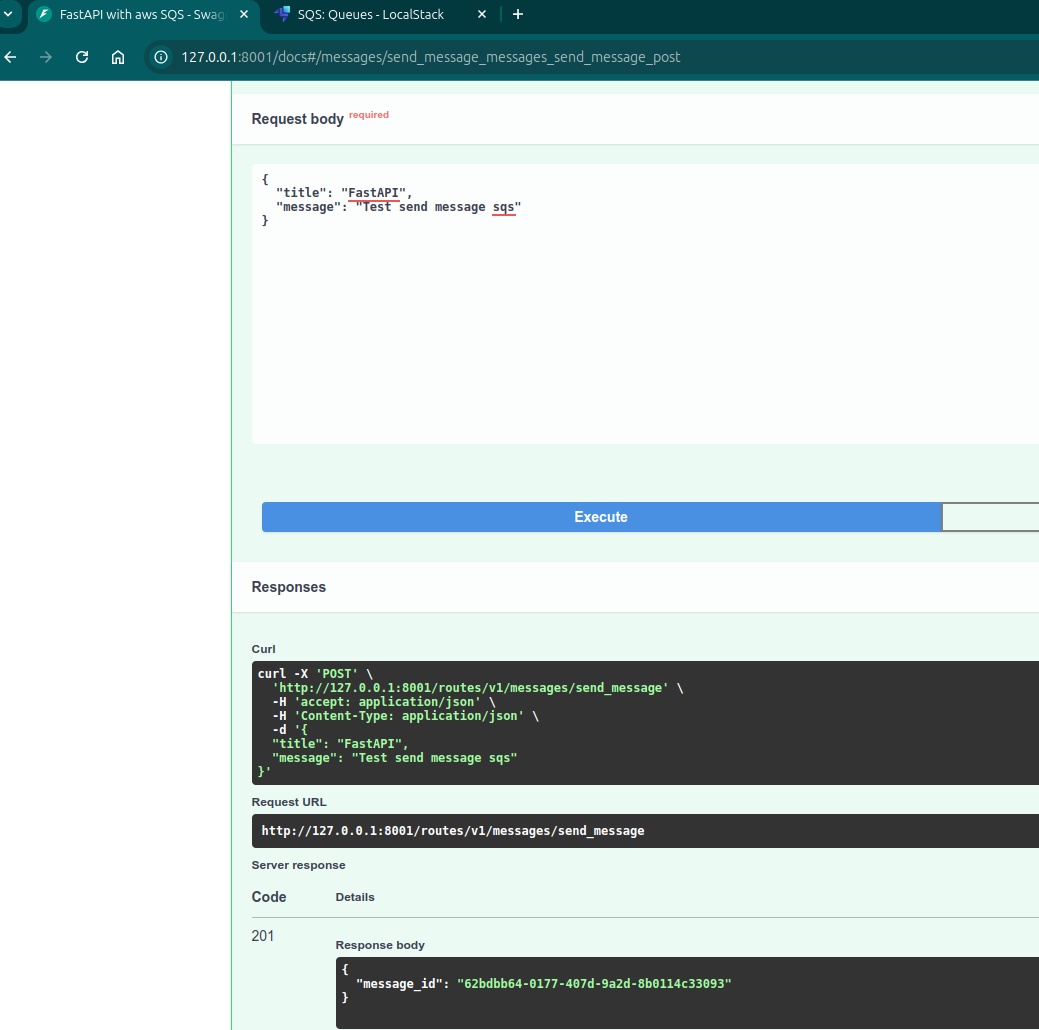 FastAPI with aws SQS - Swag
SQS: Queues - LocalStack
127.0.0.1:8001/docs#/messages/send_message_messages_send_message_post
Request body required
{
"title": "FastAPI",
"message": "Test send message sqs"
}
Execute
Responses
Curl
curl -X 'POST' \
'http://127.0.0.1:8001/routes/v1/messages/send_message' \
-H 'accept: application/json' \
-H 'Content-Type: application/json' \
-d '{
"title": "FastAPI",
"message": "Test send message sqs"
}'
Request URL
http://127.0.0.1:8001/routes/v1/messages/send_message
Server response
Code Details
201
Response body
{
"message_id": "62bdbb64-0177-407d-9a2d-8b0114c33093"
}